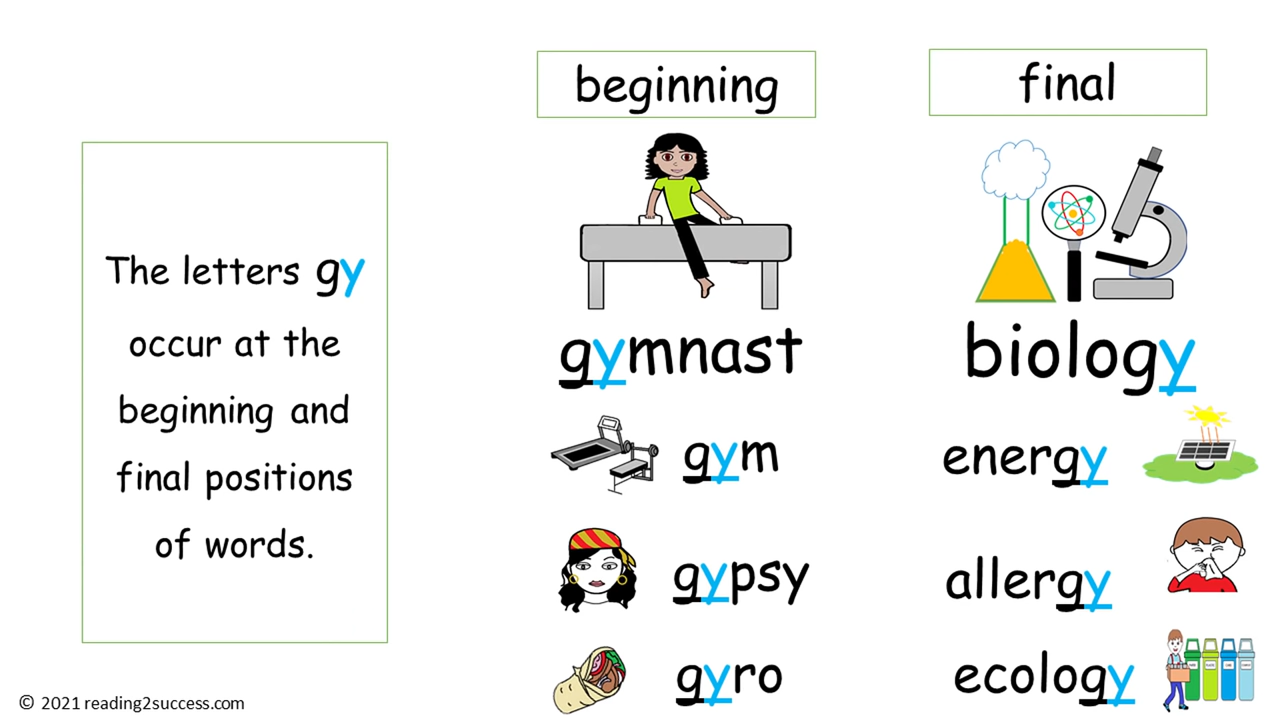 The letters gy
occur at the
beginning and
final positions
of words.
beginning
gymnast
gym
gypsy
gyro
final
biology
energy
allergy
ecology
© 2021 reading2success.com